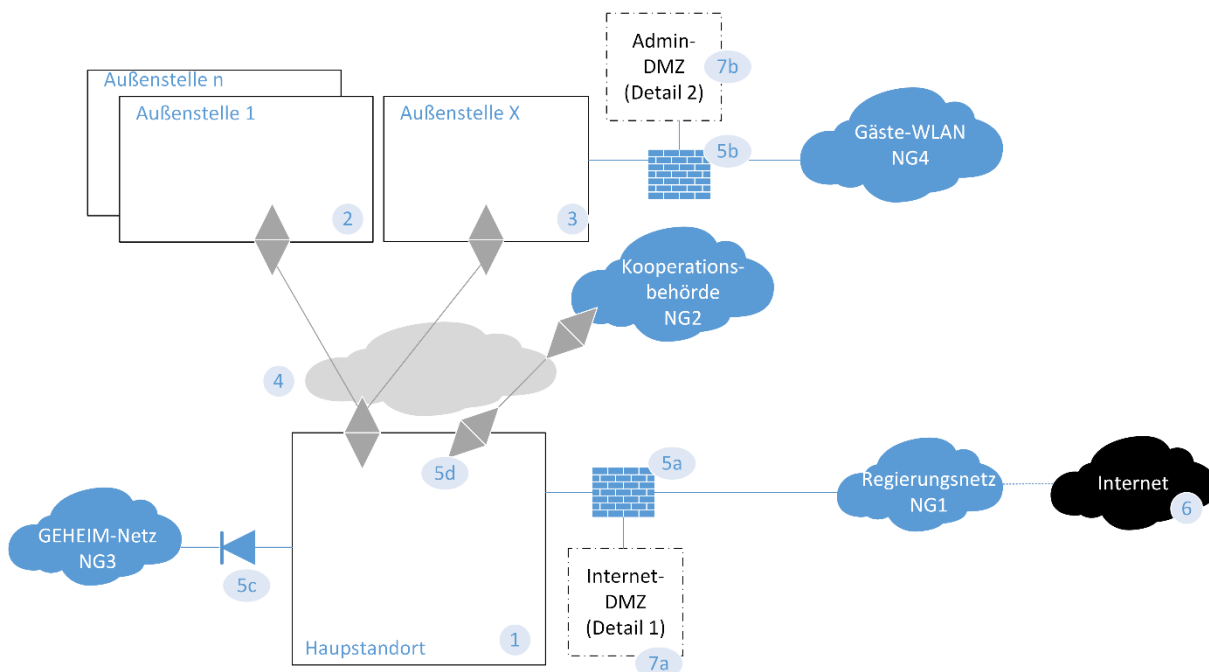 Außenstelle n
Außenstelle 1
2
Außenstelle X
3
Admin-
DMZ
(Detail 2)
7b
5b
Gäste-WLAN
NG4
Kooperations-
behörde
NG2
4
5d
5a
Regierungsnetz
NG1
Internet
6
GEHEIM-Netz
NG3
5c
Haupstandort
1
Internet-
DMZ
(Detail 1)
7a